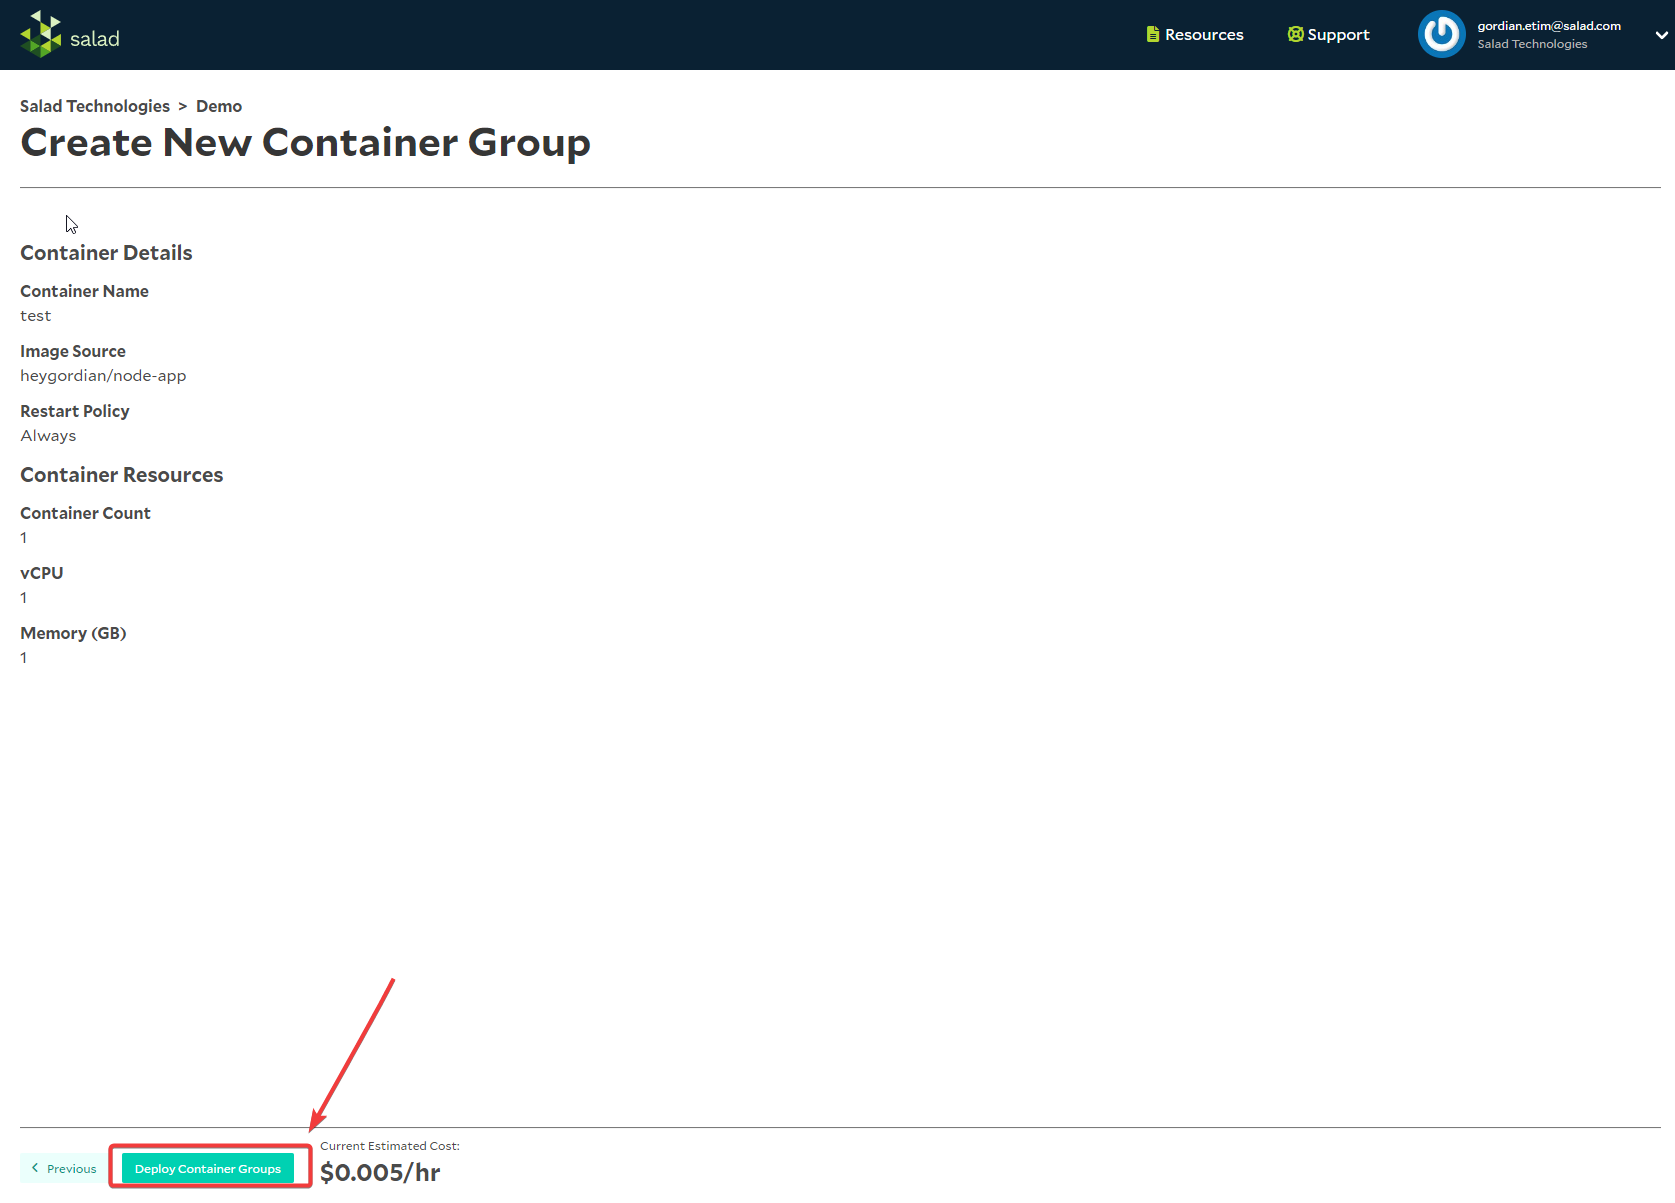 salad
Resources
Support
gordian.etim@salad.com
Salad Technologies
Salad Technologies > Demo
Create New Container Group
Container Details
Container Name
test
Image Source
heygordian/node-app
Restart Policy
Always
Container Resources
Container Count
1
vCPU
1
Memory (GB)
1
Previous
Deploy Container Groups
Current Estimated Cost:
$0.005/hr